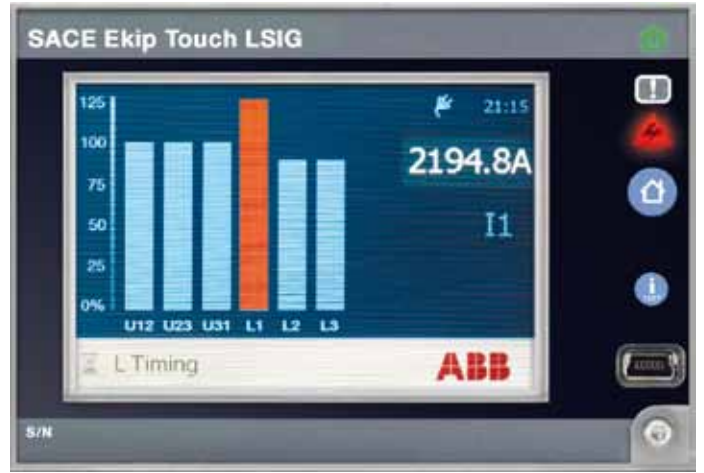 SACE Ekip Touch LSIG
125
100
75
50
25
0%
21:15
2194.8A
I1
U12 U23 U31 L1 L2 L3
L Timing
ABB
S/N